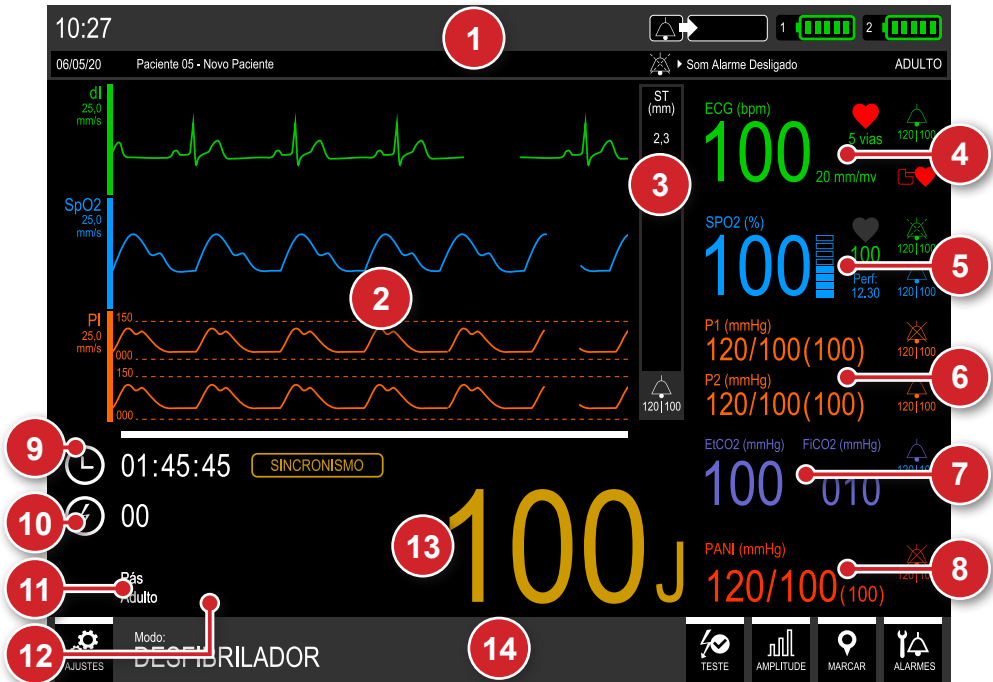 10:27
1
1
2
06/05/20
Paciente 05 - Novo Paciente
Som Alarme Desligado
ADULTO
dI
25,0
mm/s
ST
(mm)
2,3
3
ECG (bpm)
100
5 vias
20 mm/mv
120|100
4
SpO2
25,0
mm/s
2
SPO2 (%)
100
100
Perf:
12.30
120|100
120|100
5
PI
25,0
mm/s
150
000
150
000
120|100
P1 (mmHg)
120/100(100)
120|100
P2 (mmHg)
120/100(100)
120|100
6
9
01:45:45
SINCRONISMO
EtCO2 (mmHg)
FiCO2 (mmHg)
100
010
120|100
7
10
00
13
100J
PANI (mmHg)
120/100(100)
120|100
8
11
Pás
Adulto
12
AJUSTES
Modo:
DESFIBRILADOR
14
TESTE
AMPLITUDE
MARCAR
ALARMES